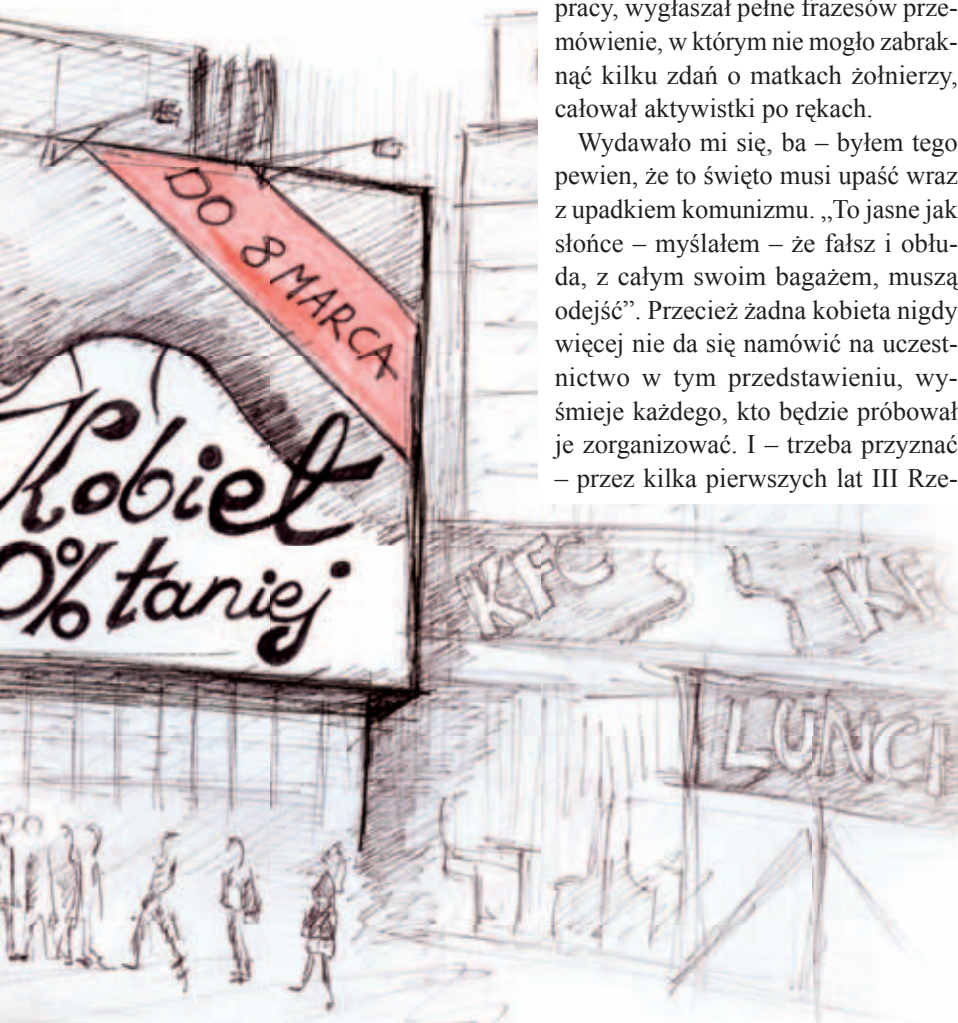 pracy, wygłaszał pełne frazesów prze-
mówienie, w którym nie mogło zabrak-
nąć kilku zdań o matkach żołnierzy,
całował aktywistki po rękach.
Wydawało mi się, ba – byłem tego
pewien, że to święto musi upaść wraz
z upadkiem komunizmu. „To jasne jak
słońce – myślałem – że fałsz i obłu-
da, z całym swoim bagażem, muszą
odejść”. Przecież żadna kobieta nigdy
więcej nie da się namówić na uczest-
nictwo w tym przedstawieniu, wy-
śmieje każdego, kto będzie próbował
je zorganizować. I – trzeba przyznać
– przez kilka pierwszych lat III Rze-
DO 8 MARCA
Kobiet
0% taniej
KFC KFC
LUNCH